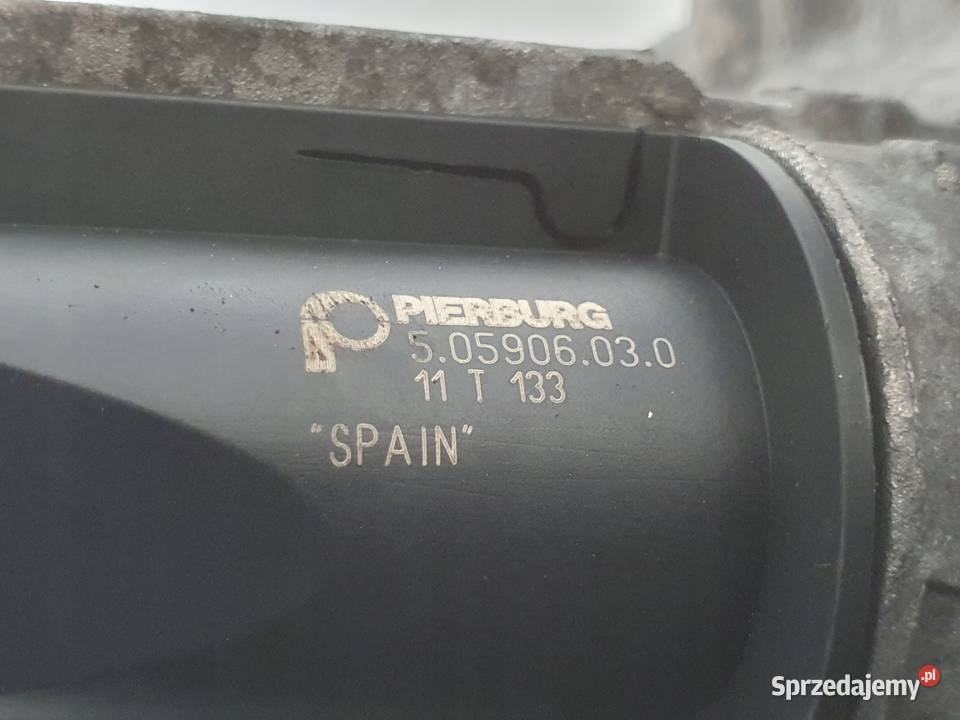 PIERBURG
5.05906.03.0
11 T 133
"SPAIN"
Sprzedajemy.pl